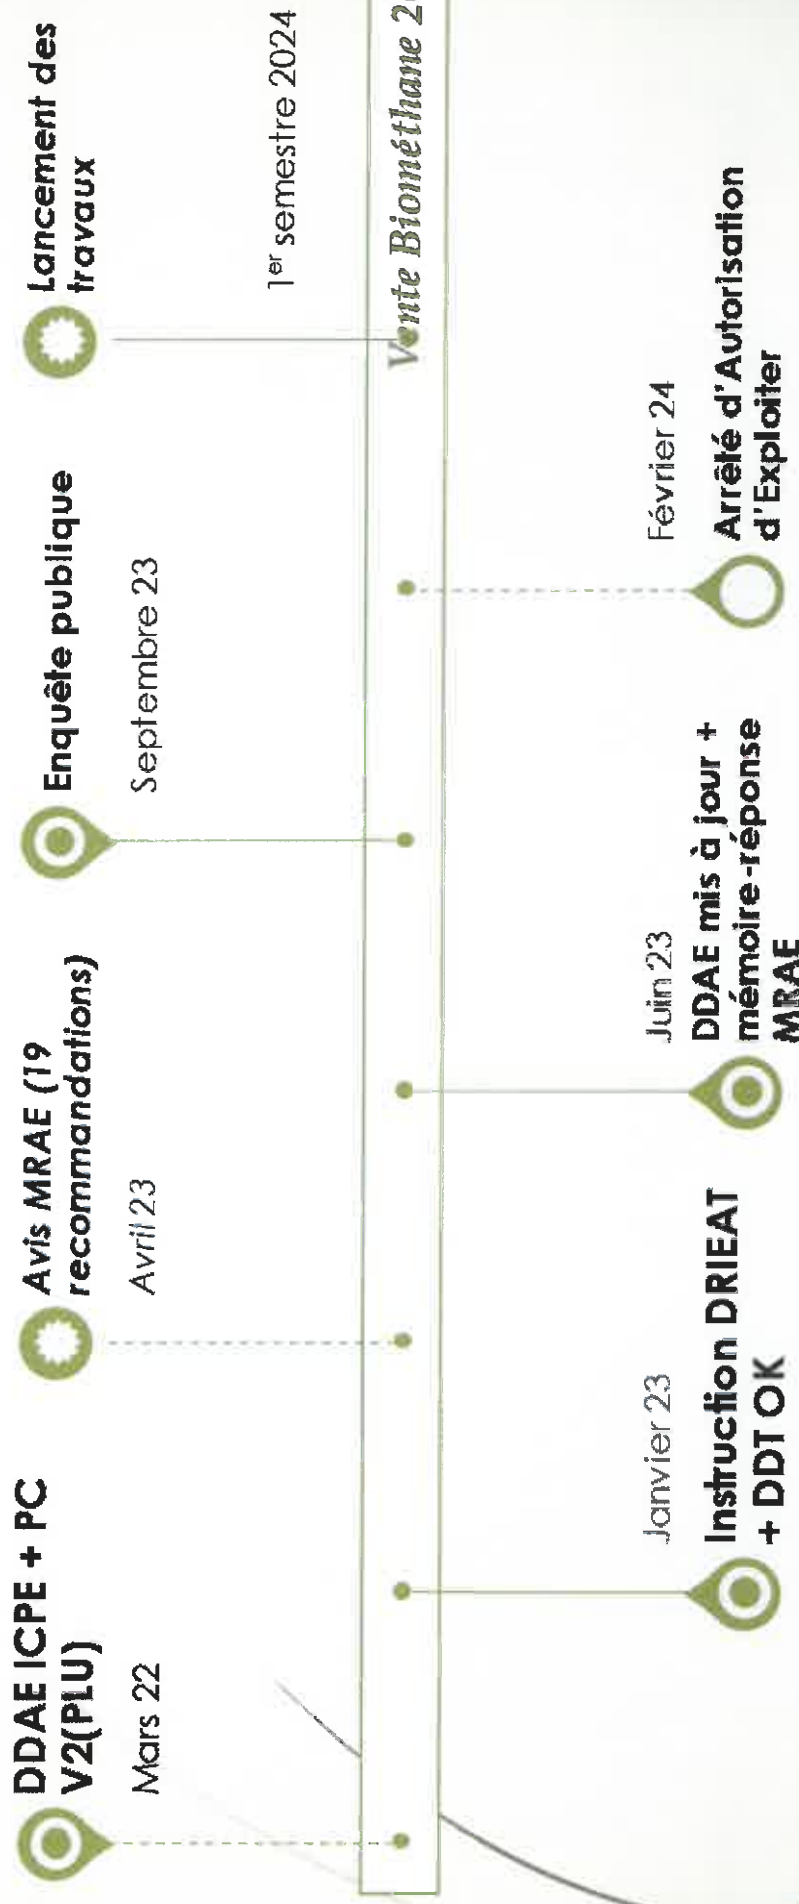 DDAE ICPE + PC
V2(PLU)
Mars 22
Janvier 23
Instruction DRIEAT
+ DDT OK
Avis MRAE (19
recommandations)
Avril 23
Juin 23
DDAE mis à jour +
mémoire-réponse
MRAE
Enquête publique
Septembre 23
Février 24
Arrêté d'Autorisation
d'Exploiter
Lancement des
travaux
1er semestre 2024
Vente Biométhane